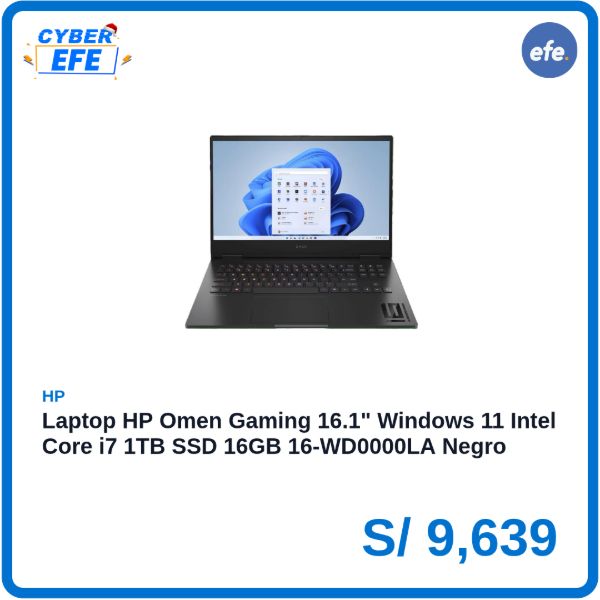 CYBER
EFE
efe.
HP
Laptop HP Omen Gaming 16.1" Windows 11 Intel
Core i7 1TB SSD 16GB 16-WD0000LA Negro
S/ 9,639